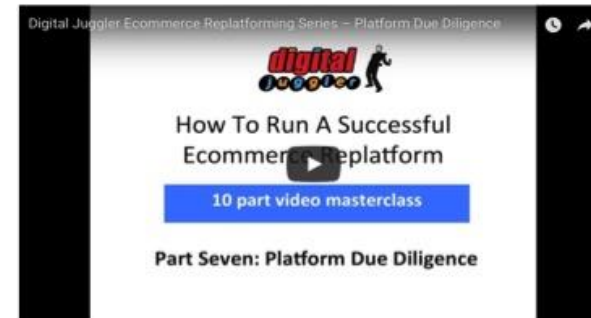 Digital Juggler Ecommerce Replatforming Series – Platform Due Diligence
digital
juggler
How To Run A Successful
Ecommerce Replatform
10 part video masterclass
Part Seven: Platform Due Diligence